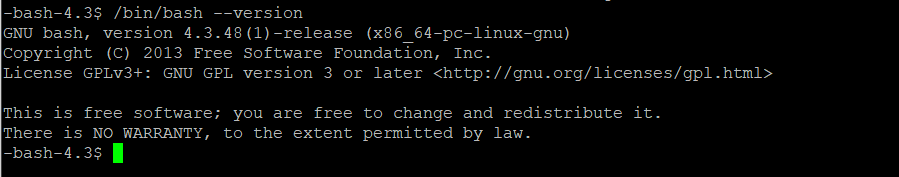 -bash-4.3$ /bin/bash --version
GNU bash, version 4.3.48(1)-release (x86_64-pc-linux-gnu)
Copyright (C) 2013 Free Software Foundation, Inc.
License GPLv3+: GNU GPL version 3 or later <http://gnu.org/licenses/gpl.html>

This is free software; you are free to change and redistribute it.
There is NO WARRANTY, to the extent permitted by law.
-bash-4.3$